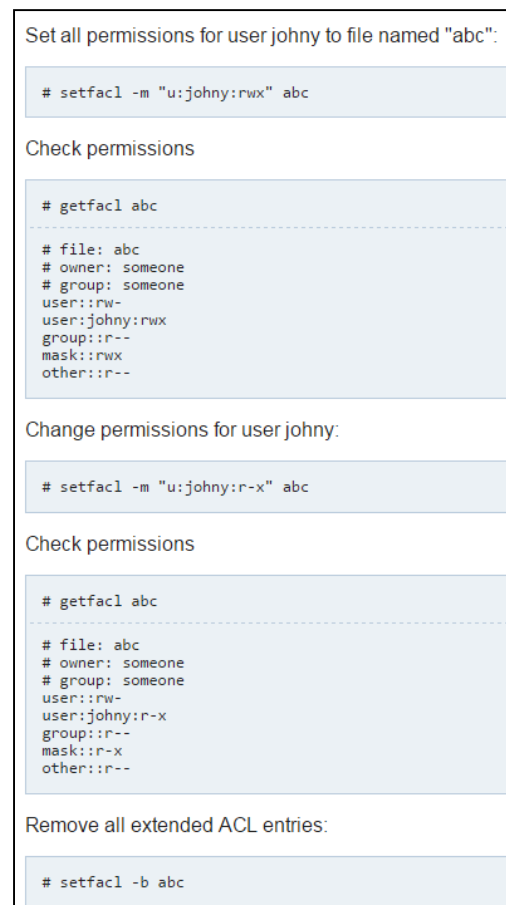 Set all permissions for user johny to file named "abc":
# setfacl -m "u:johny:rwx" abc
Check permissions
# getfacl abc
# file: abc
# owner: someone
# group: someone
user::rw-
user:johny:rwx
group::r--
mask::rwx
other::r--
Change permissions for user johny:
# setfacl -m "u:johny:r-x" abc
Check permissions
# getfacl abc
# file: abc
# owner: someone
# group: someone
user::rw-
user:johny:r-x
group::r--
mask::r-x
other::r--
Remove all extended ACL entries:
# setfacl -b abc